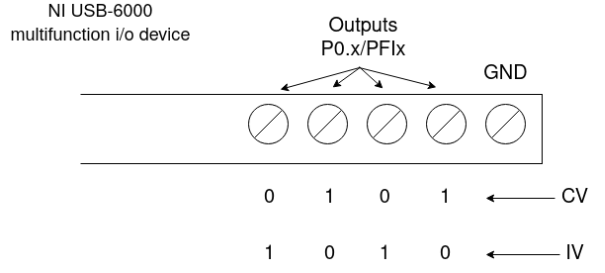 NI USB-6000
multifunction i/o device
Outputs
P0.x/PFIx
GND
0 1 0 1 CV
1 0 1 0 IV